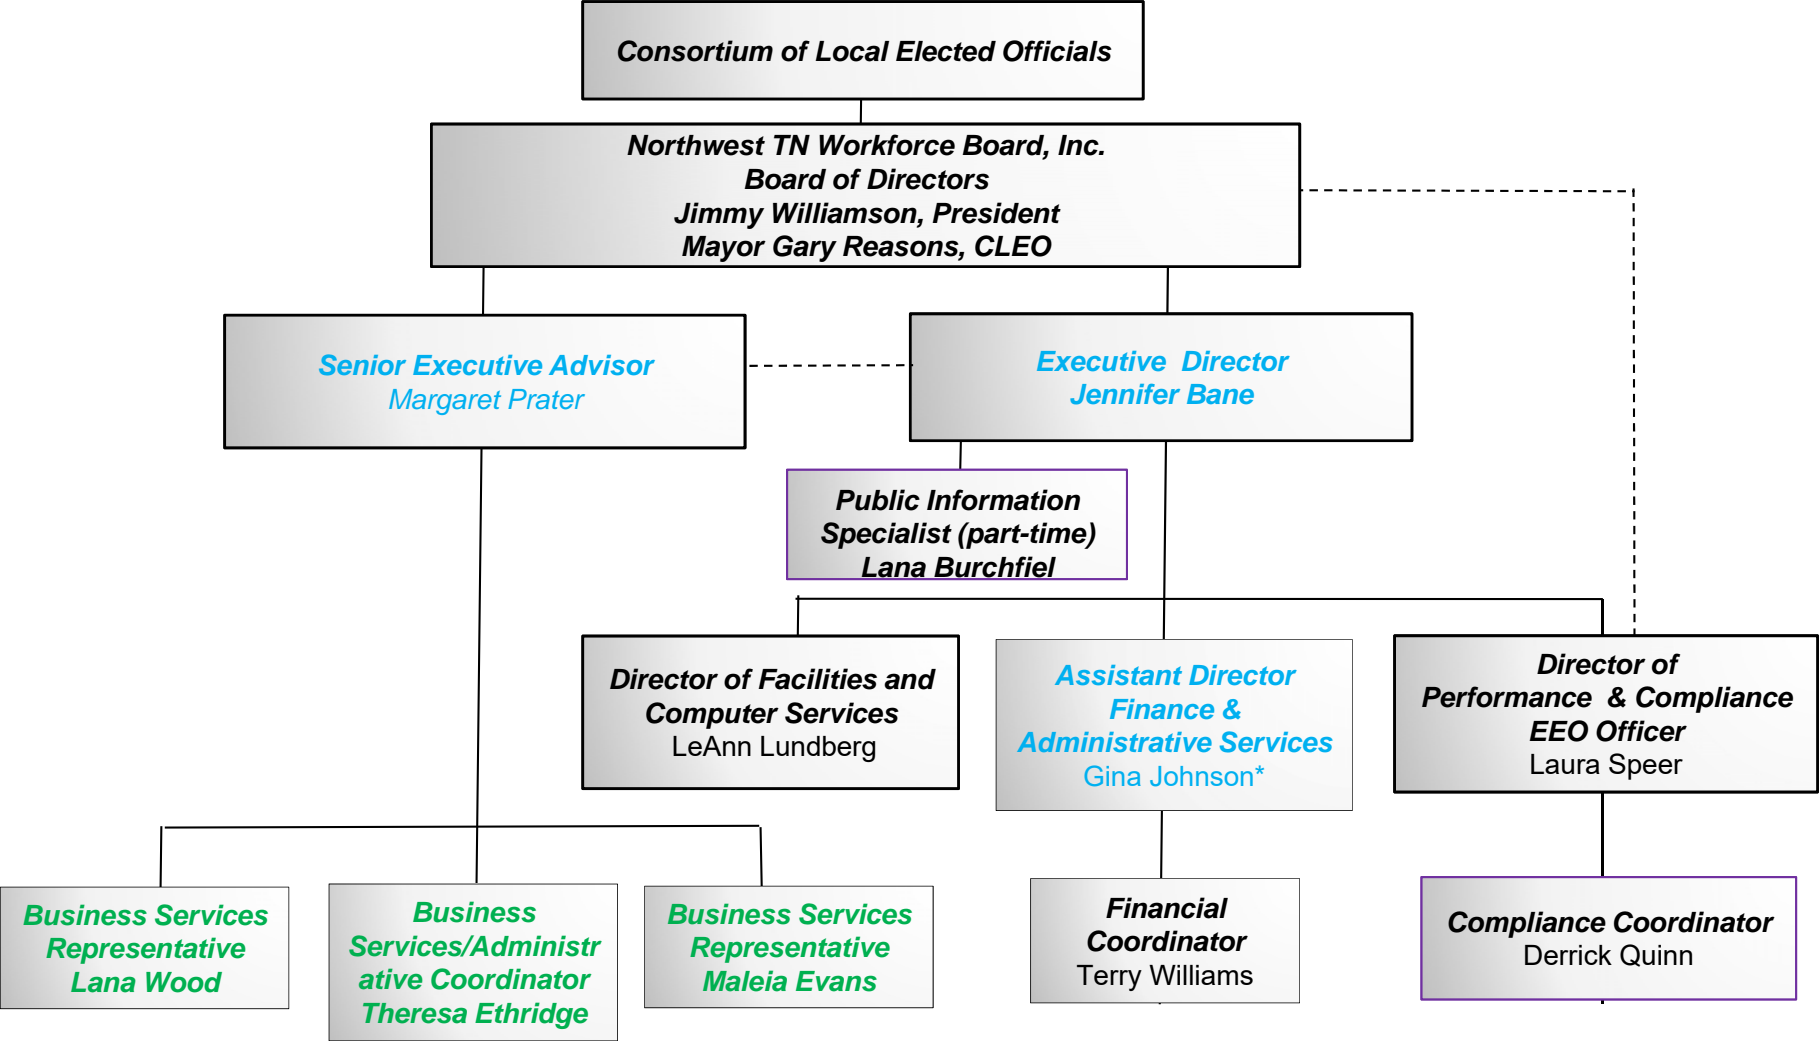 Consortium of Local Elected Officials
Northwest TN Workforce Board, Inc.
Board of Directors
Jimmy Williamson, President
Mayor Gary Reasons, CLEO
Senior Executive Advisor
Margaret Prater
Executive  Director
Jennifer Bane
Public Information
Specialist (part-time)
Lana Burchfiel
Director of Facilities and
Computer Services
LeAnn Lundberg
Assistant Director
Finance &
Administrative Services
Gina Johnson*
Director of
Performance  & Compliance
EEO Officer
Laura Speer
Business Services
Representative
Lana Wood
Business
Services/Administr
ative Coordinator
Theresa Ethridge
Business Services
Representative
Maleia Evans
Financial
Coordinator
Terry Williams
Compliance Coordinator
Derrick Quinn